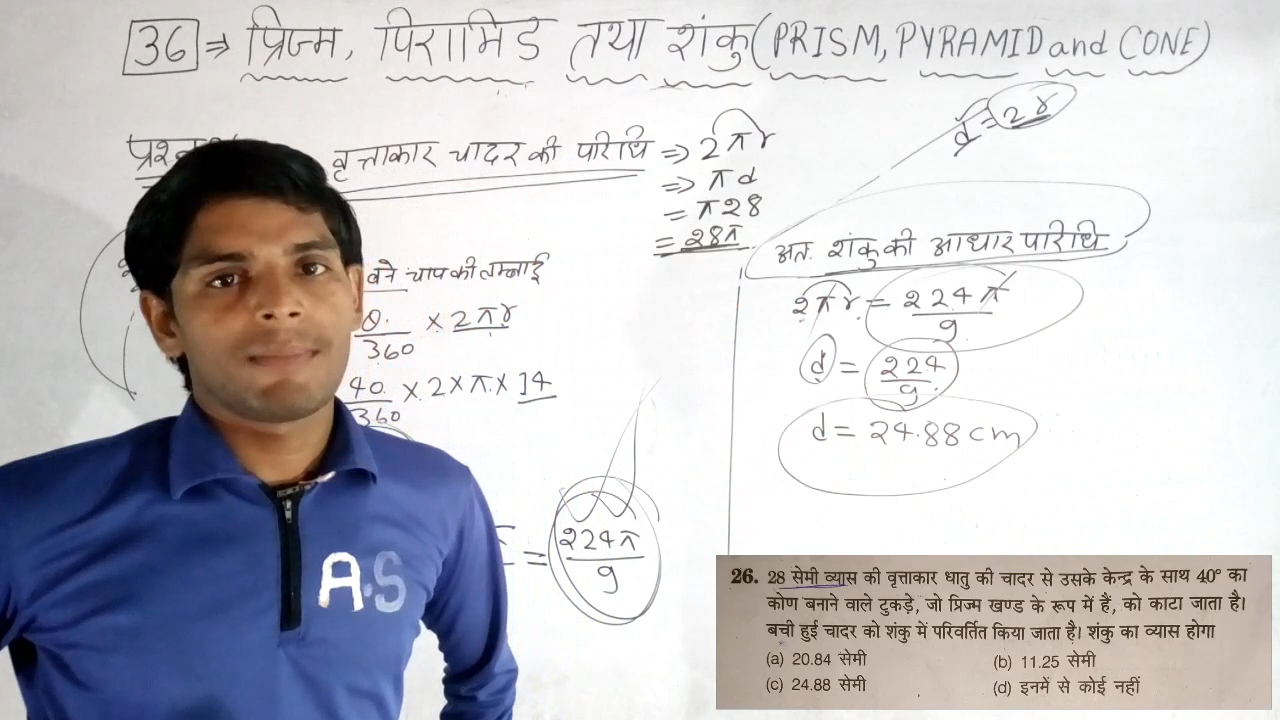 36 ⇒ प्रिज्म, पिरामिड तथा शंकु (PRISM, PYRAMID and CONE)
d = 2r
वृत्ताकार चादर की परिधि ⇒ 2πr
⇒ πd
= π28
= 28π
बने चाप की लम्बाई
θ/360 × 2πr
40/360 × 2 × π × 14
= 224π/9
अतः शंकु की आधार परिधि
2πr = 224π/9
d = 224/9
d = 24.88 cm
A.S
26. 28 सेमी व्यास की वृत्ताकार धातु की चादर से उसके केन्द्र के साथ 40° का
कोण बनाने वाले टुकड़े, जो प्रिज्म खण्ड के रूप में हैं, को काटा जाता है।
बची हुई चादर को शंकु में परिवर्तित किया जाता है। शंकु का व्यास होगा
(a) 20.84 सेमी (b) 11.25 सेमी
(c) 24.88 सेमी (d) इनमें से कोई नहीं